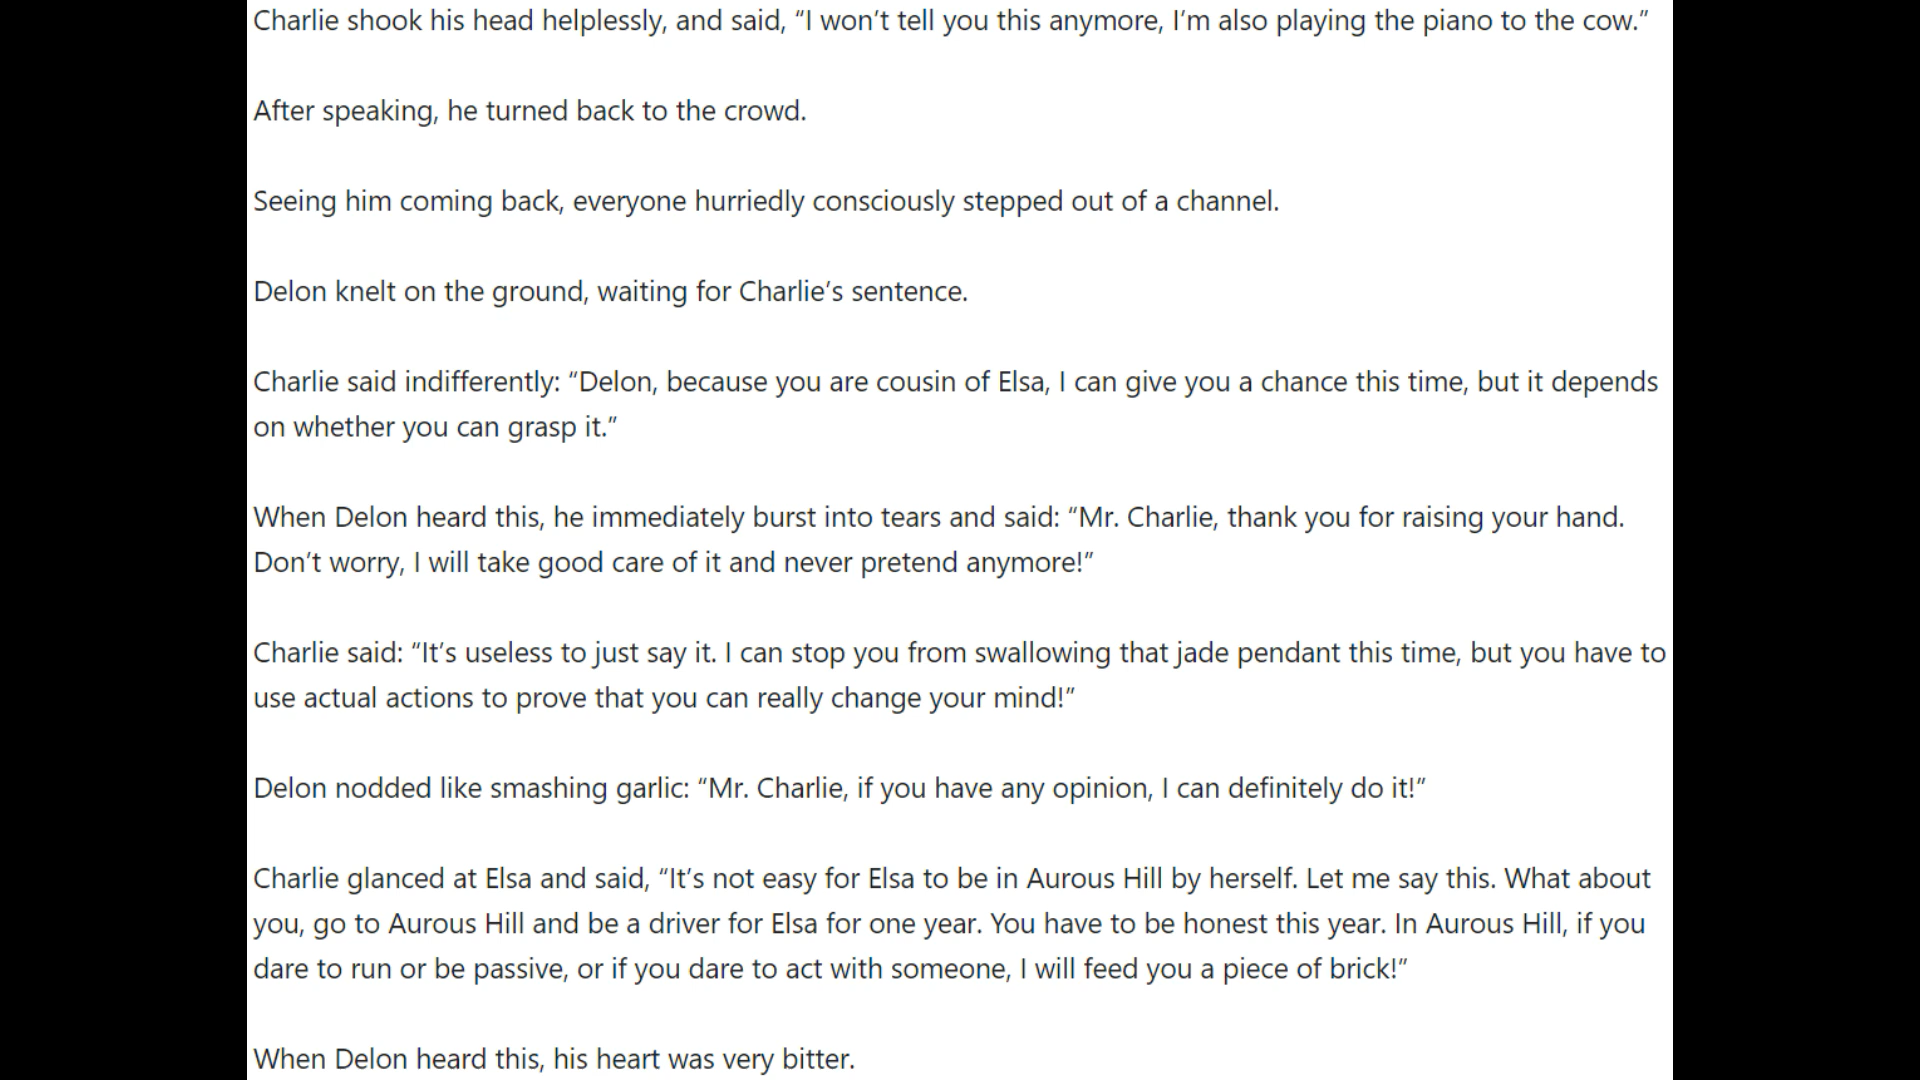 Charlie shook his head helplessly, and said, “I won’t tell you this anymore, I’m also playing the piano to the cow.”
After speaking, he turned back to the crowd.
Seeing him coming back, everyone hurriedly consciously stepped out of a channel.
Delon knelt on the ground, waiting for Charlie’s sentence.
Charlie said indifferently: “Delon, because you are cousin of Elsa, I can give you a chance this time, but it depends
on whether you can grasp it.”
When Delon heard this, he immediately burst into tears and said: “Mr. Charlie, thank you for raising your hand.
Don’t worry, I will take good care of it and never pretend anymore!”
Charlie said: “It’s useless to just say it. I can stop you from swallowing that jade pendant this time, but you have to
use actual actions to prove that you can really change your mind!”
Delon nodded like smashing garlic: “Mr. Charlie, if you have any opinion, I can definitely do it!”
Charlie glanced at Elsa and said, “It’s not easy for Elsa to be in Aurous Hill by herself. Let me say this. What about
you, go to Aurous Hill and be a driver for Elsa for one year. You have to be honest this year. In Aurous Hill, if you
dare to run or be passive, or if you dare to act with someone, I will feed you a piece of brick!”
When Delon heard this, his heart was very bitter.